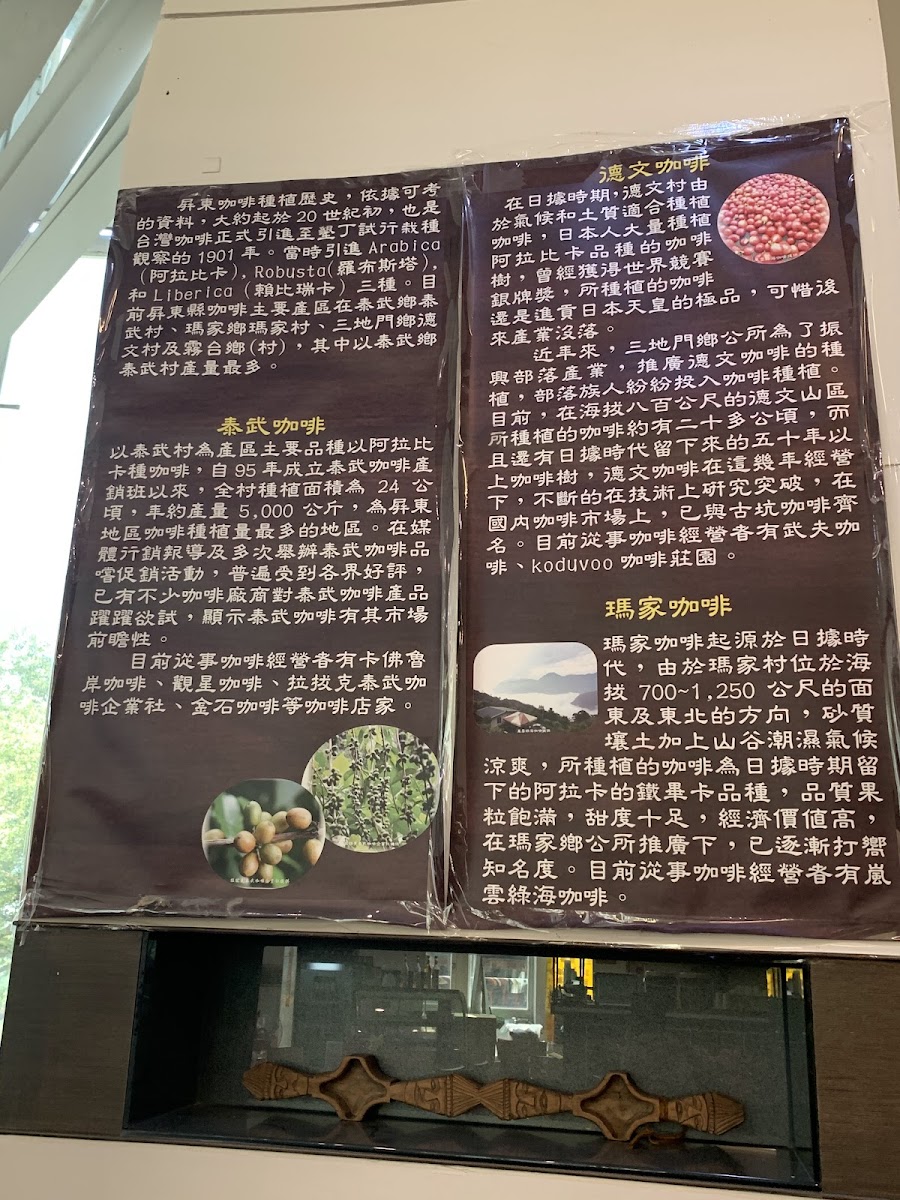 屏東咖啡種植歷史，依據可考
的資料，大約起於20世紀初，也是
台灣咖啡正式引進至墾丁試行栽種
觀察的1901年。當時引進Arabica
(阿拉比卡), Robusta(羅布斯塔),
和Liberica (賴比瑞卡) 三種。目
前屏東縣咖啡主要產區在泰武鄉泰
武村、瑪家鄉瑪家村、三地門鄉德
文村及霧台鄉(村)，其中以泰武鄉
泰武村產量最多。
泰武咖啡
以泰武村為產區主要品種以阿拉比
卡種咖啡，自95年成立泰武咖啡產
銷班以來，全村種植面積為 24 公
頃，年約產量 5,000 公斤，為屏東
地區咖啡種植量最多的地區。在媒
體行銷報導及多次舉辦泰武咖啡品
嚐促銷活動，普遍受到各界好評，
已有不少咖啡廠商對泰武咖啡產品
躍躍欲試，顯示泰武咖啡有其市場
前瞻性。
目前從事咖啡經營者有卡佛魯
岸咖啡、觀星咖啡、拉拔克泰武咖
啡企業社、金石咖啡等咖啡店家。
德文咖啡
在日據時期,德文村由
於氣候和土質適合種植
咖啡，日本人大量種植
阿拉比卡品種的咖啡
樹，曾經獲得世界競賽
銀牌獎，所種植的咖啡
還是進貢日本天皇的極品，可惜後
來產業沒落。
近年來，三地門鄉公所為了振
興部落產業，推廣德文咖啡的種
植，部落族人紛紛投入咖啡種植。
目前，在海拔八百公尺的德文山區
所種植的咖啡約有二十多公頃，而
且還有日據時代留下來的五十年以
上咖啡樹，德文咖啡在這幾年經營
下，不斷的在技術上研究突破，在
國內咖啡市場上，已與古坑咖啡齊
名。目前從事咖啡經營者有武夫咖
啡、koduvoo 咖啡莊園。
瑪家咖啡
瑪家咖啡起源於日據時
代，由於瑪家村位於海
拔 700~1,250 公尺的面
東及東北的方向，砂質
壤土加上山谷潮濕氣候
涼爽，所種植的咖啡為日據時期留
下的阿拉卡的鐵畢卡品種，品質果
粒飽滿，甜度十足，經濟價值高，
在瑪家鄉公所推廣下，已逐漸打響
知名度。目前從事咖啡經營者有嵐
雲綠海咖啡。